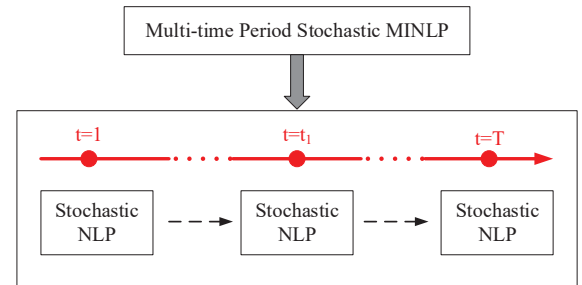 Multi-time Period Stochastic MINLP
t=1
t=t₁
t=T
Stochastic
NLP
Stochastic
NLP
Stochastic
NLP